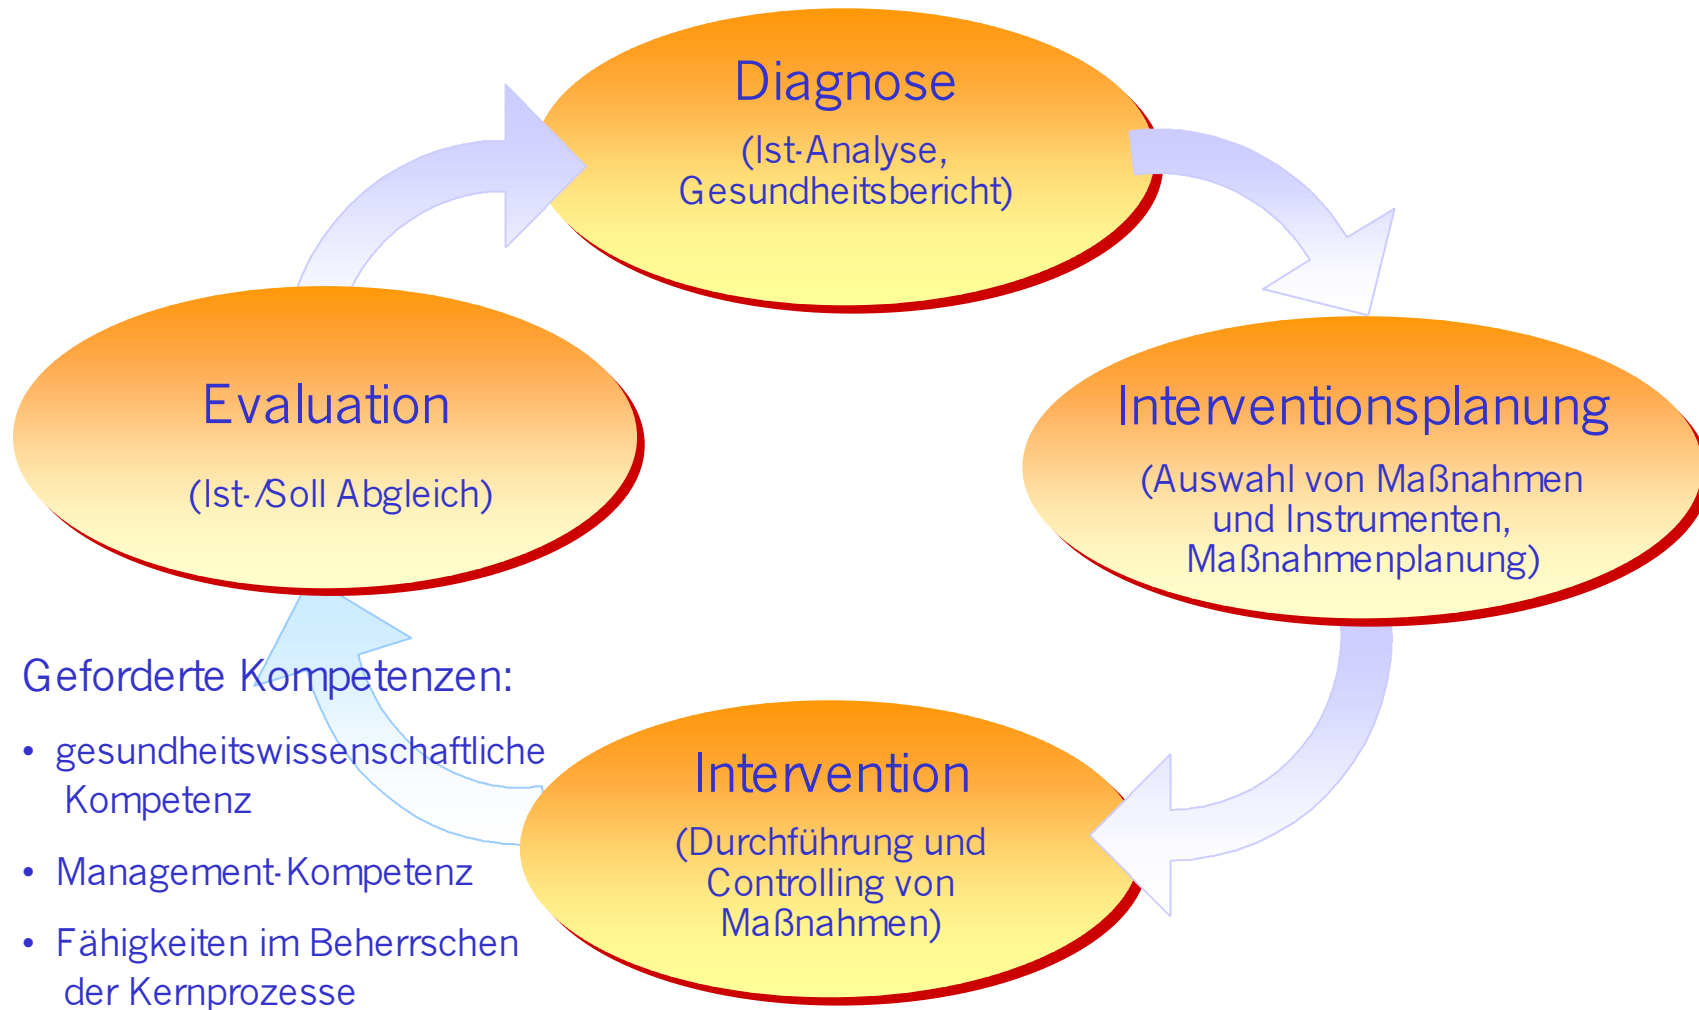 Diagnose
(Ist-Analyse,
Gesundheitsbericht)
Evaluation
(Ist-/Soll Abgleich)
Interventionsplanung
(Auswahl von Maßnahmen
und Instrumenten,
Maßnahmenplanung)
Intervention
(Durchführung und
Controlling von
Maßnahmen)
Geforderte Kompetenzen:
• gesundheitswissenschaftliche
Kompetenz
• Management-Kompetenz
• Fähigkeiten im Beherrschen
der Kernprozesse